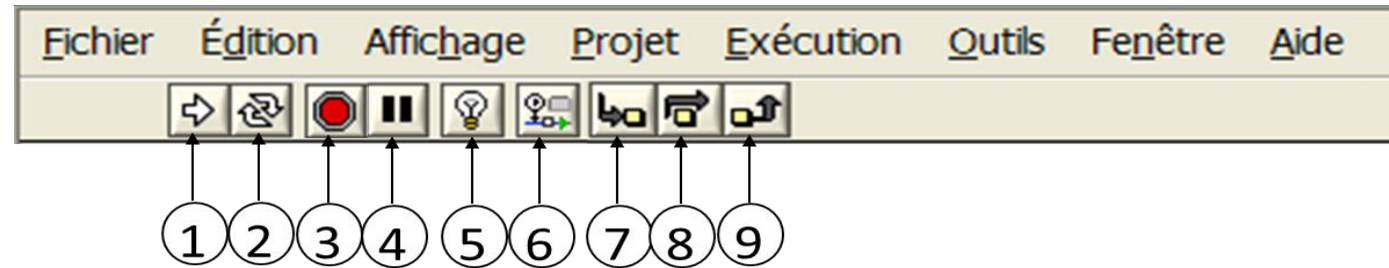 Fichier Édition Affichage Projet Exécution Outils Fenêtre Aide
1 2 3 4 5 6 7 8 9